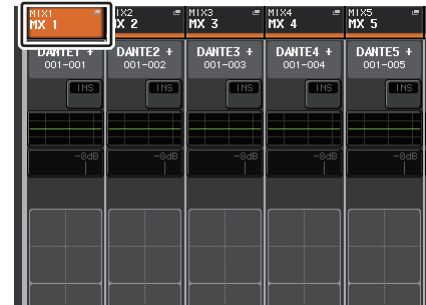 MIX1 MIX2 MIX3 MIX4 MIX5
MX 1 MX 2 MX 3 MX 4 MX 5
DANTE1 + DANTE2 + DANTE3 + DANTE4 + DANTE5 +
001-001 001-002 001-003 001-004 001-005
INS INS INS INS INS
-8dB -8dB -8dB -8dB -8dB